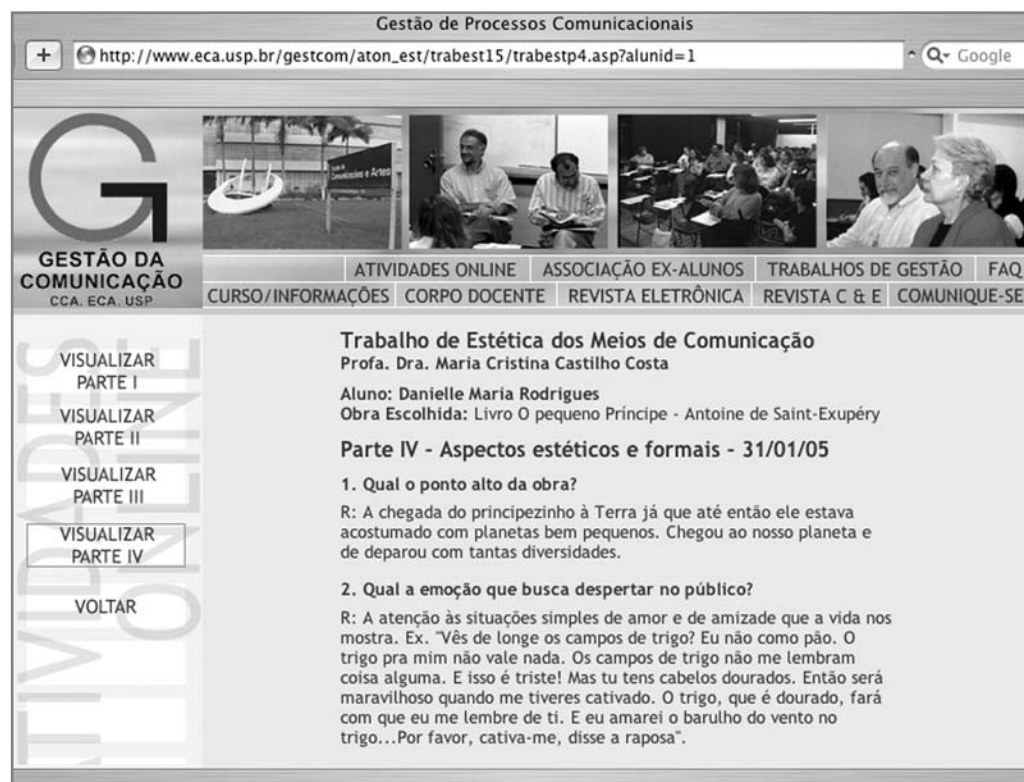 Gestão de Processos Comunicacionais
+
http://www.eca.usp.br/gestcom/aton_est/trabest15/trabestp4.asp?alunid=1
Google
G
GESTÃO DA
COMUNICAÇÃO
CCA. ECA. USP
Comunicações e Artes
ATIVIDADES ONLINE
ASSOCIAÇÃO EX-ALUNOS
TRABALHOS DE GESTÃO
FAQ
CURSO/INFORMAÇÕES
CORPO DOCENTE
REVISTA ELETRÔNICA
REVISTA C & E
COMUNIQUE-SE
ATIVIDADES
ONLINE
VISUALIZAR
PARTE I
VISUALIZAR
PARTE II
VISUALIZAR
PARTE III
VISUALIZAR
PARTE IV
VOLTAR
Trabalho de Estética dos Meios de Comunicação
Profa. Dra. Maria Cristina Castilho Costa
Aluno: Danielle Maria Rodrigues
Obra Escolhida: Livro O pequeno Príncipe - Antoine de Saint-Exupéry
Parte IV - Aspectos estéticos e formais - 31/01/05
1. Qual o ponto alto da obra?
R: A chegada do principezinho à Terra já que até então ele estava
acostumado com planetas bem pequenos. Chegou ao nosso planeta e
de deparou com tantas diversidades.
2. Qual a emoção que busca despertar no público?
R: A atenção às situações simples de amor e de amizade que a vida nos
mostra. Ex. "Vês de longe os campos de trigo? Eu não como pão. O
trigo pra mim não vale nada. Os campos de trigo não me lembram
coisa alguma. E isso é triste! Mas tu tens cabelos dourados. Então será
maravilhoso quando me tiveres cativado. O trigo, que é dourado, fará
com que eu me lembre de ti. E eu amarei o barulho do vento no
trigo...Por favor, cativa-me, disse a raposa".